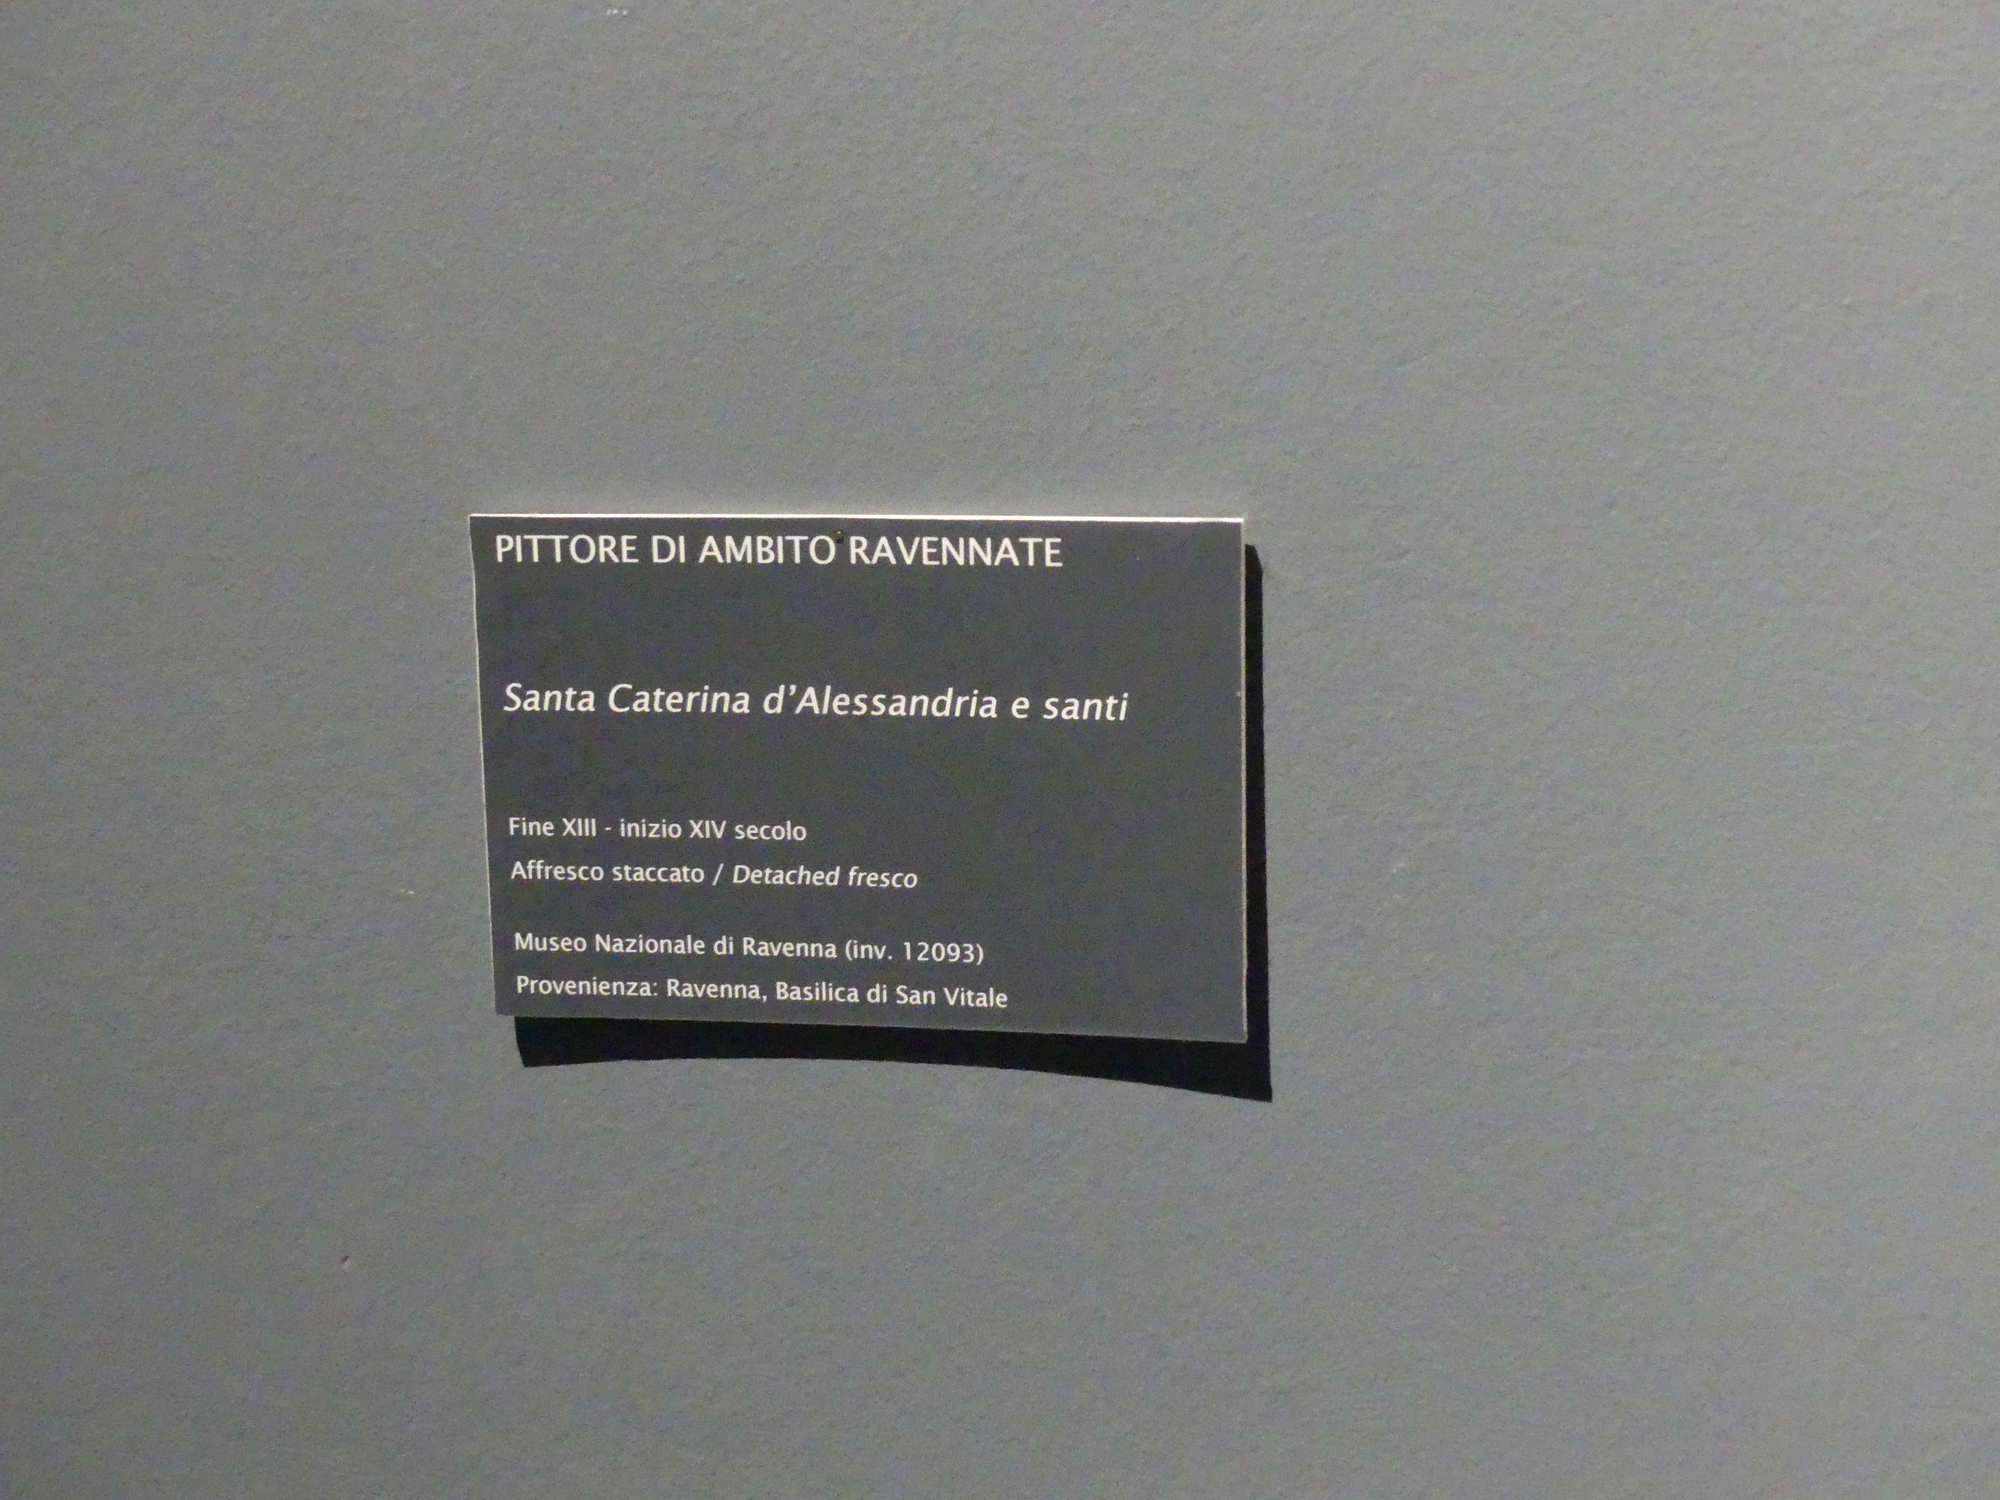 PITTORE DI AMBITO RAVENNATE
Santa Caterina d'Alessandria e santi
Fine XIII - inizio XIV secolo
Affresco staccato / Detached fresco
Museo Nazionale di Ravenna (inv. 12093)
Provenienza: Ravenna, Basilica di San Vitale